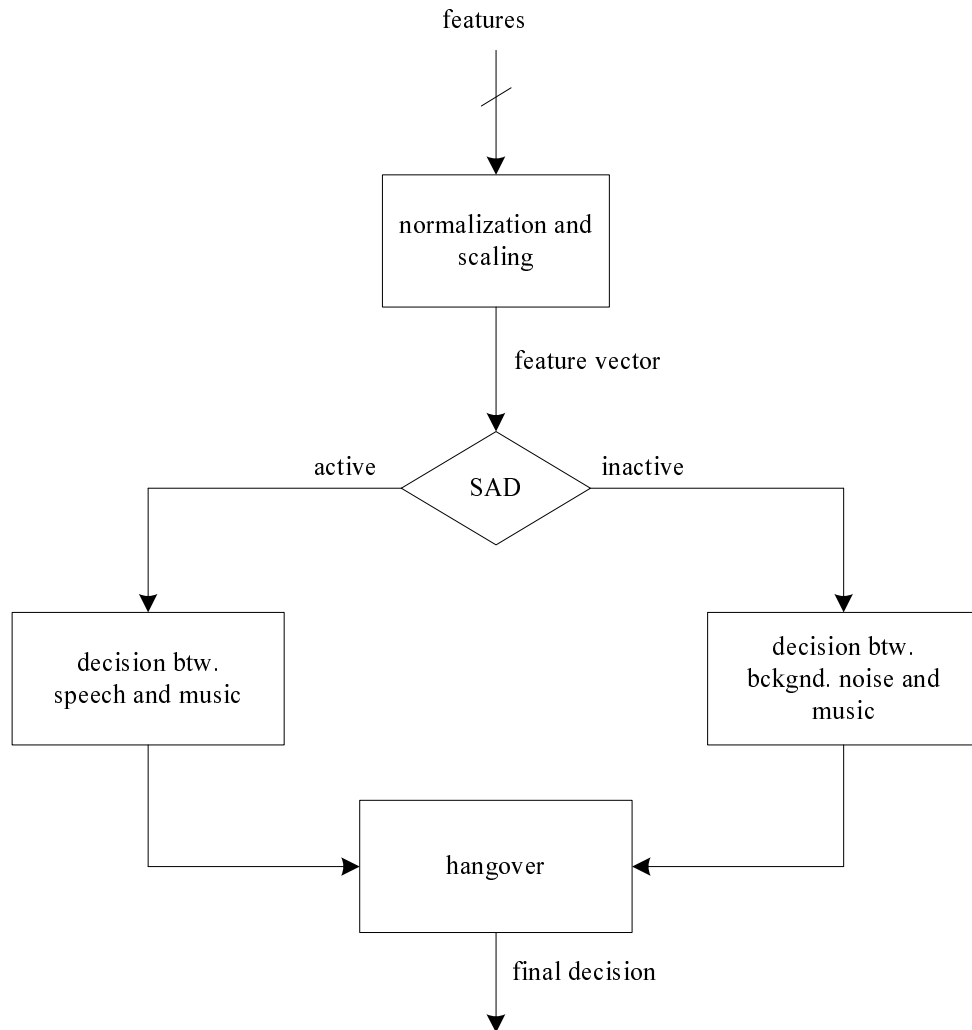 features
normalization and
scaling
feature vector
active
inactive
SAD
decision btw.
speech and music
decision btw.
bckgnd. noise and
music
hangover
final decision